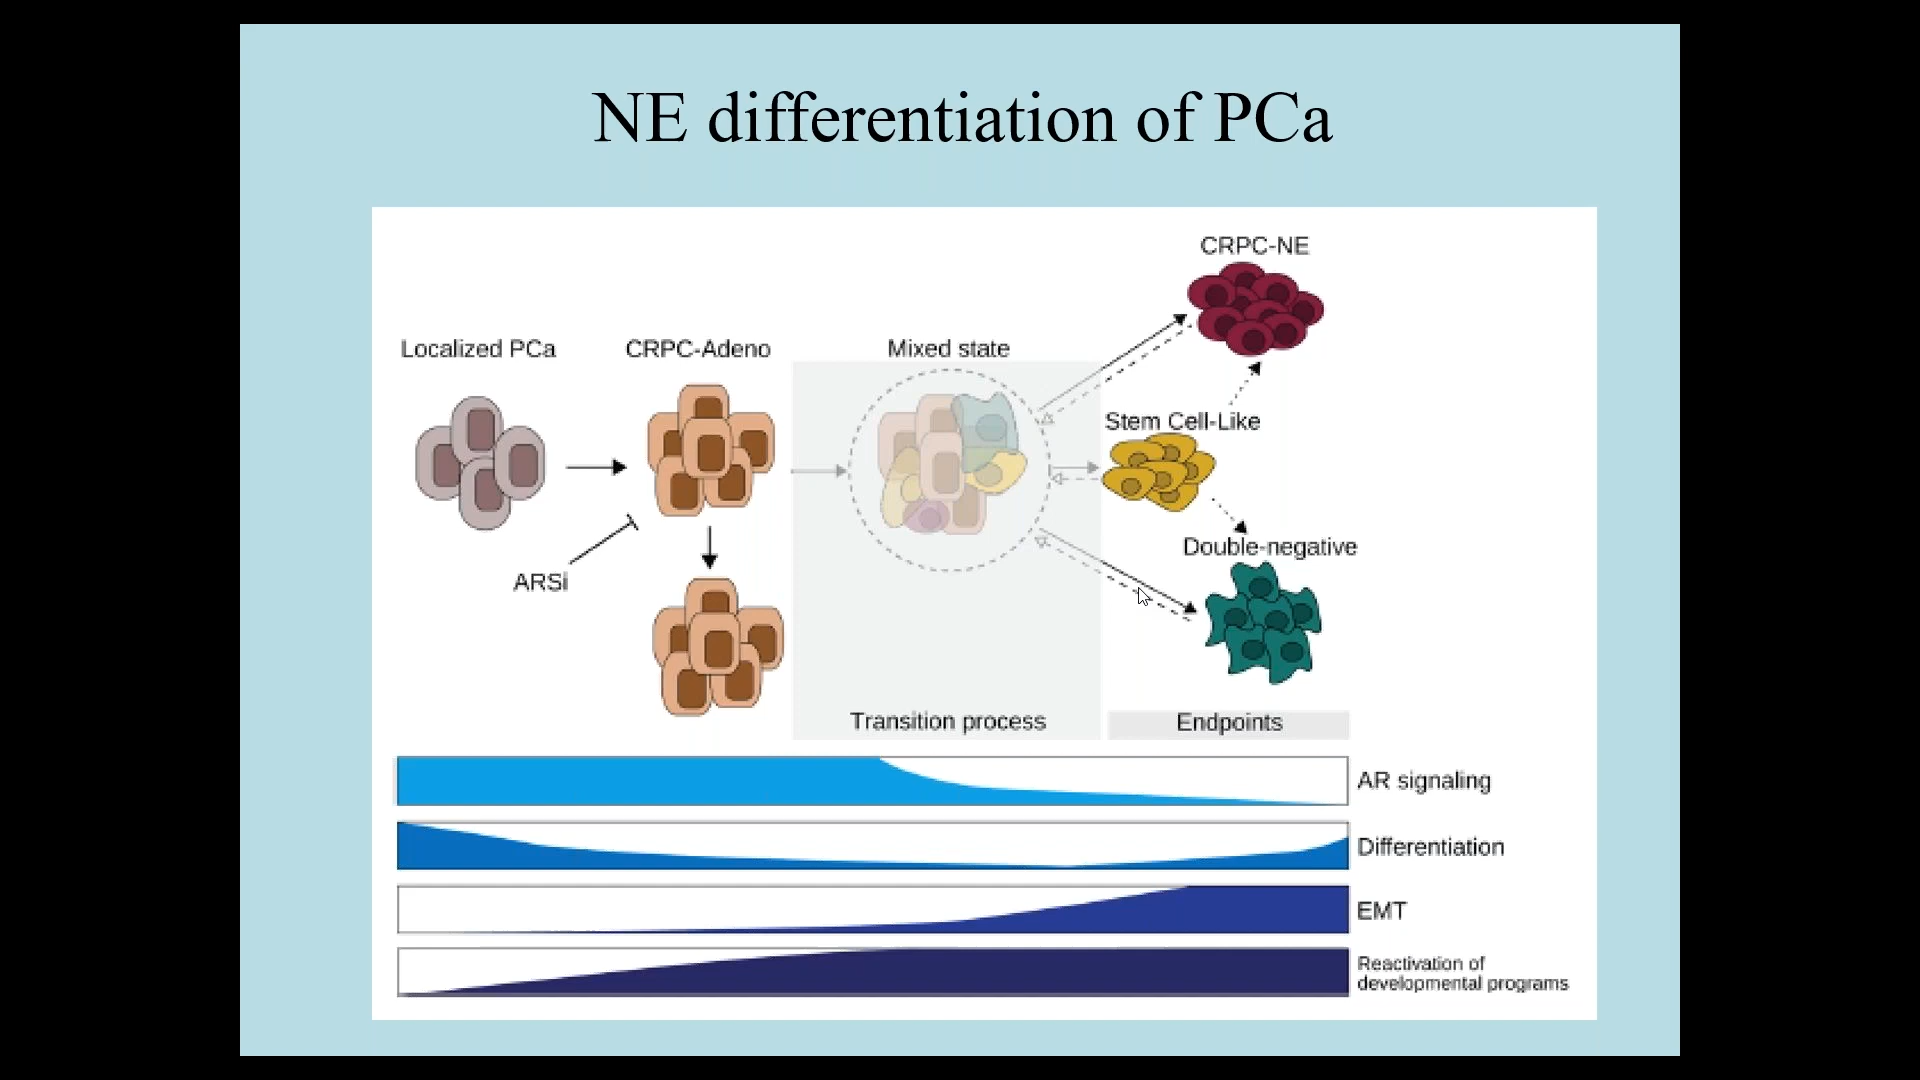 NE differentiation of PCa
CRPC-NE
Localized PCa
CRPC-Adeno
Mixed state
Stem Cell-Like
Double-negative
ARSi
Transition process
Endpoints
AR signaling
Differentiation
EMT
Reactivation of
developmental programs